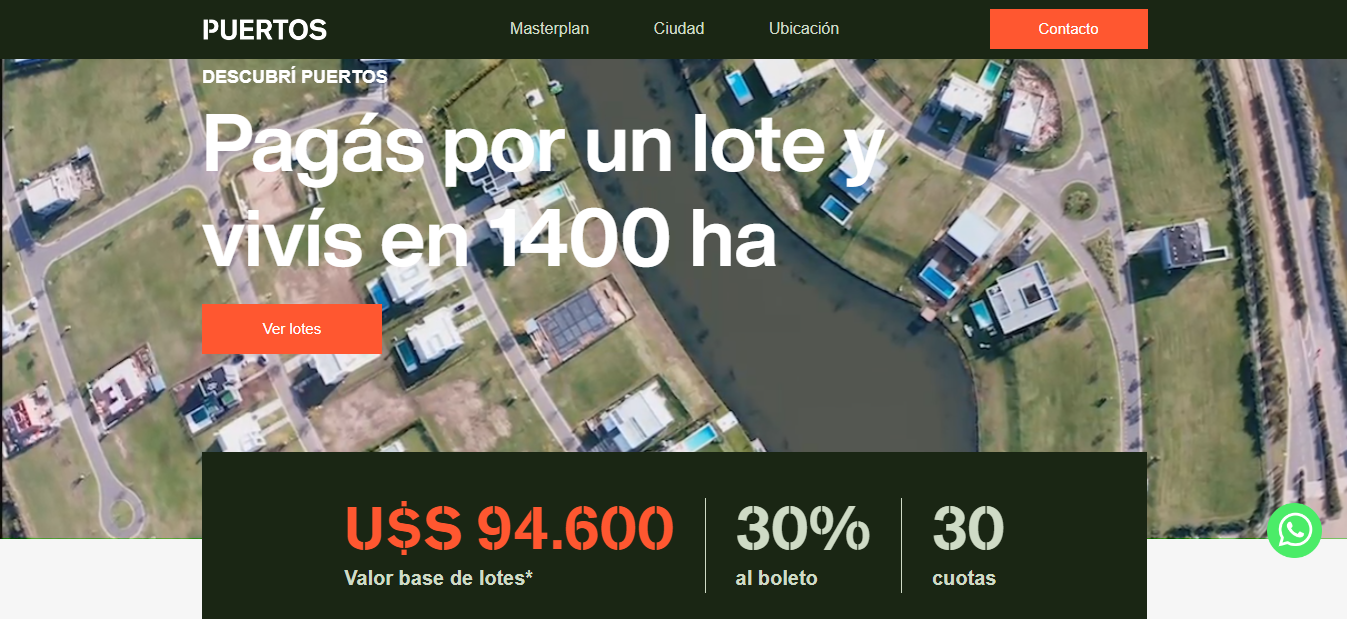 PUERTOS
Masterplan
Ciudad
Ubicación
Contacto
DESCUBRÍ PUERTOS
Pagás por un lote y
vivís en 1400 ha
Ver lotes
U$S 94.600
Valor base de lotes*
30%
al boleto
30
cuotas